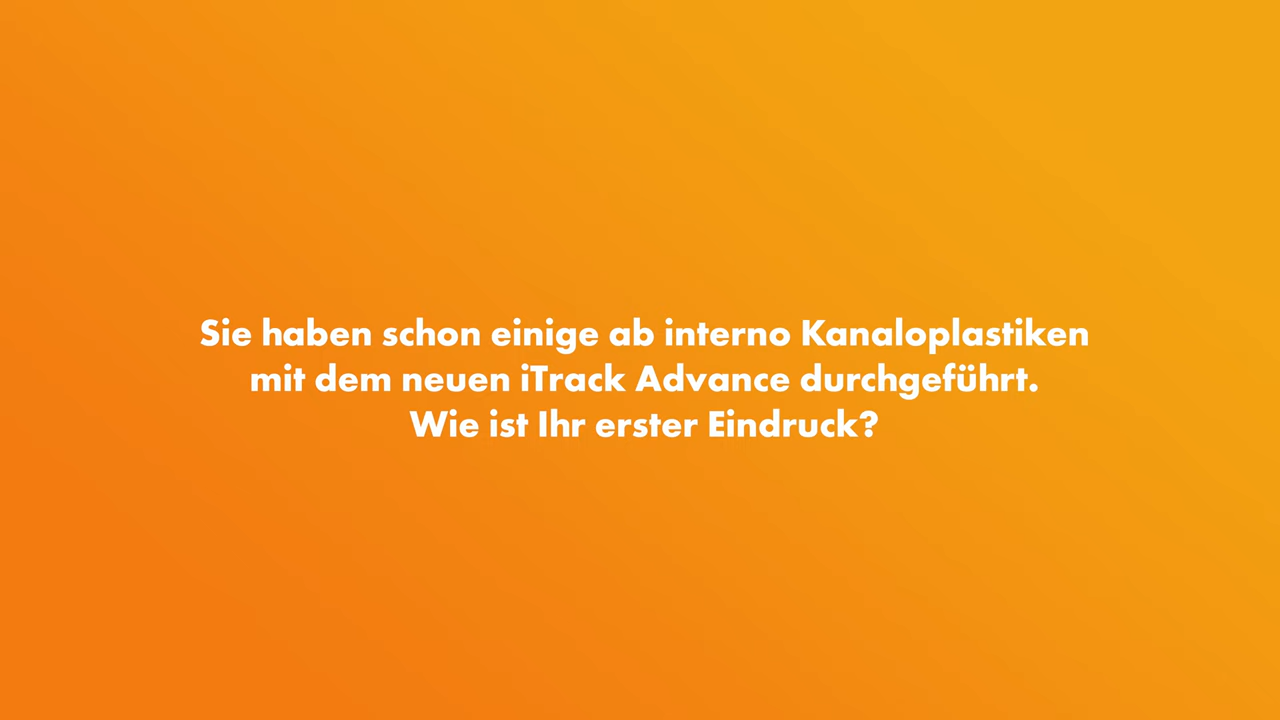 Sie haben schon einige ab interno Kanaloplastiken
mit dem neuen iTrack Advance durchgeführt.
Wie ist Ihr erster Eindruck?